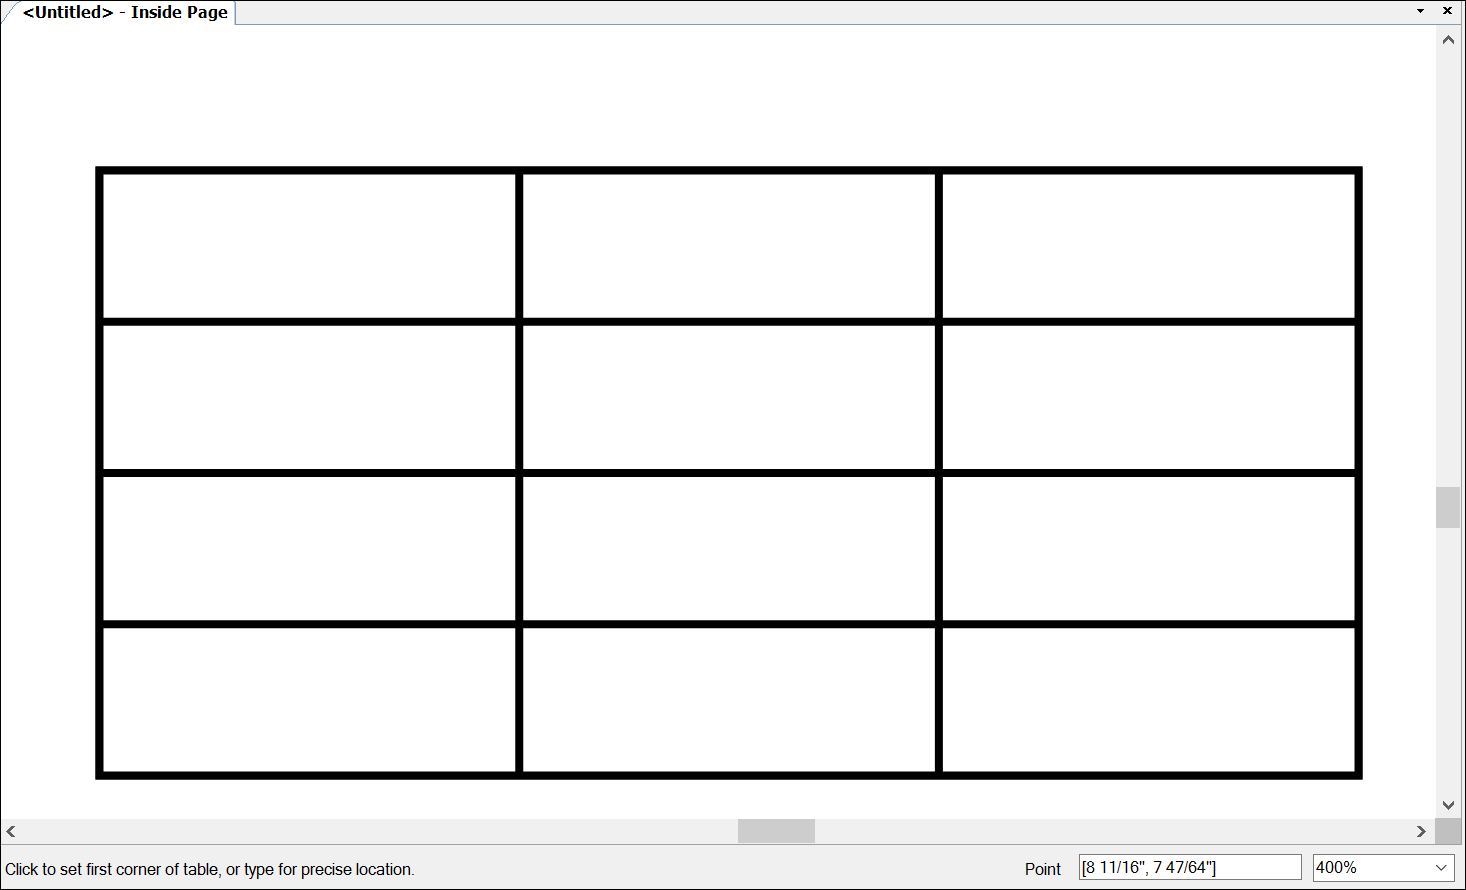 <Untitled> - Inside Page
Click to set first corner of table, or type for precise location.
Point
[8 11/16", 7 47/64"]
400%